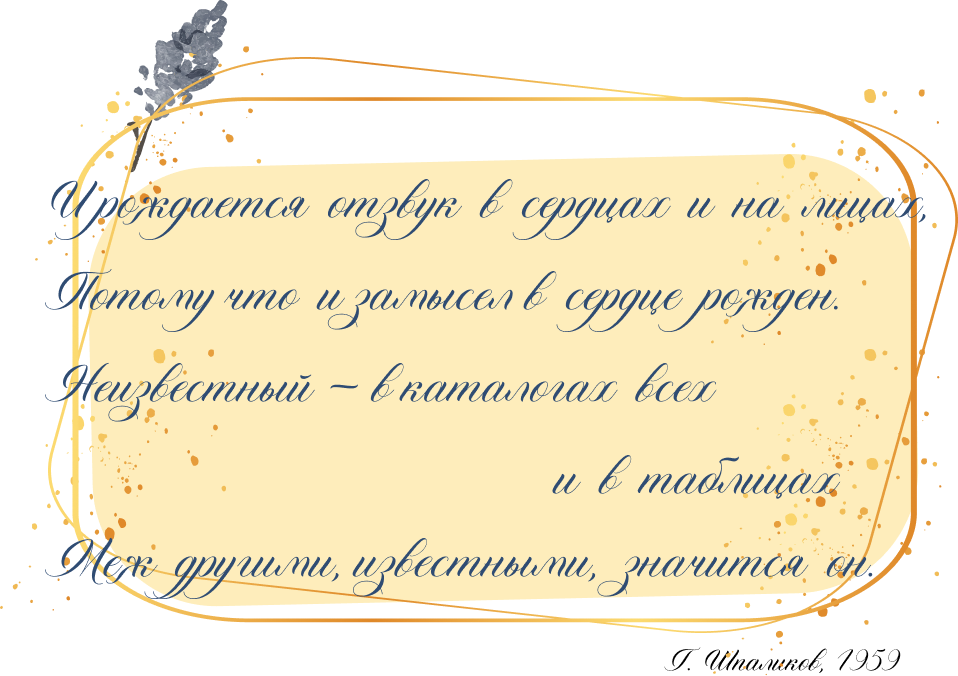 И рождается отзвук в сердцах и на лицах,
Потому что и замысел в сердце рожден.
Неизвестный – в каталогах всех
и в таблицах
Меж другими, известными, значится он.
Г. Шпаликов, 1959